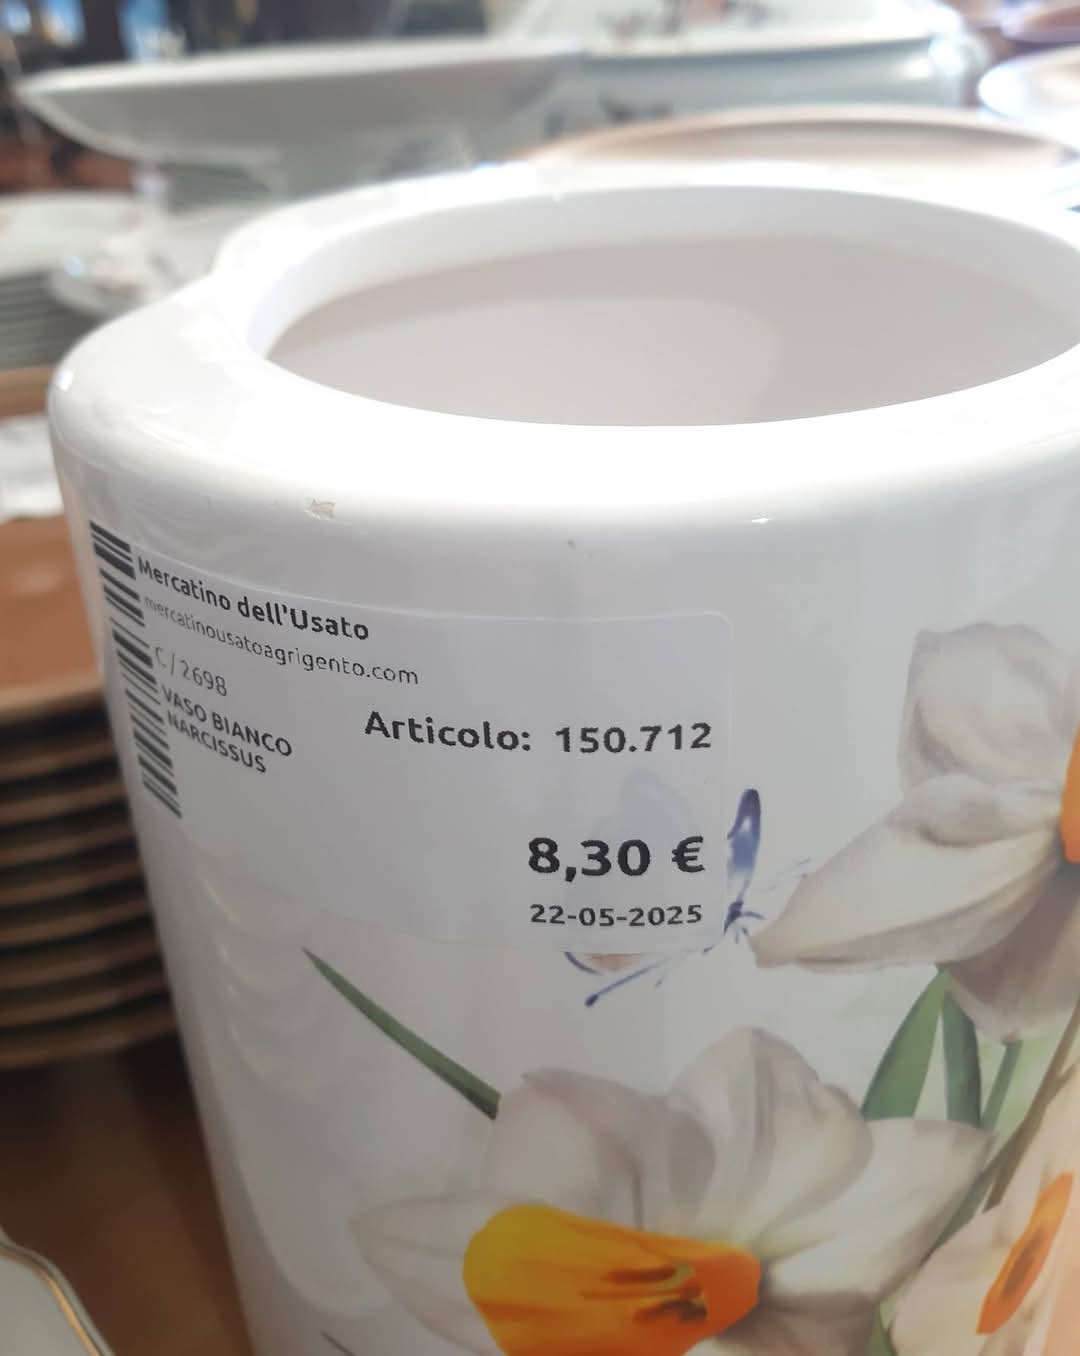 Mercatino dell'Usato
mercatinousatoagrigento.com
C/2698
VASO BIANCO
NARCISSUS
Articolo: 150.712
8,30 €
22-05-2025